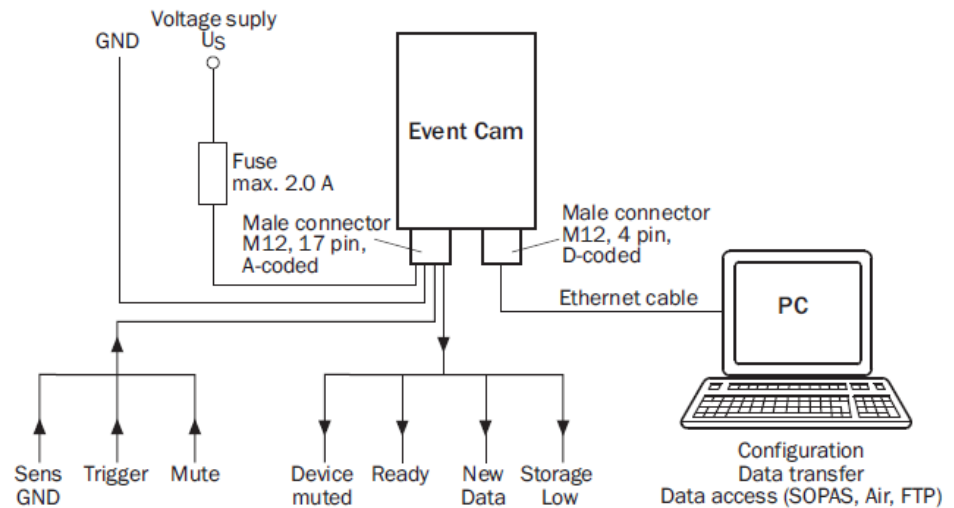 Voltage suply
GND
US
Event Cam
Fuse
max. 2.0 A
Male connector
M12, 17 pin,
A-coded
Male connector
M12, 4 pin,
D-coded
Ethernet cable
PC
Sens
GND
Trigger
Mute
Device
muted
Ready
New
Data
Storage
Low
Configuration
Data transfer
Data access (SOPAS, Air, FTP)